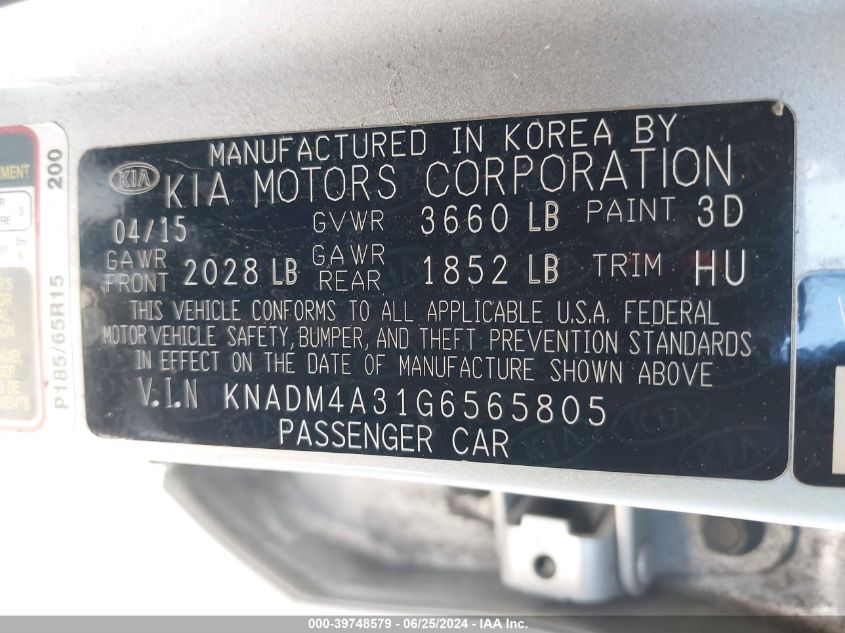 MANUFACTURED IN KOREA BY
KIA KIA MOTORS CORPORATION
04/15 GVWR 3660 LB PAINT 3D
GAWR FRONT 2028 LB GAWR REAR 1852 LB TRIM HU
THIS VEHICLE CONFORMS TO ALL APPLICABLE U.S.A. FEDERAL
MOTOR VEHICLE SAFETY, BUMPER, AND THEFT PREVENTION STANDARDS
IN EFFECT ON THE DATE OF MANUFACTURE SHOWN ABOVE
V.I.N KNADM4A31G6565805
PASSENGER CAR
P185/65R15 200
000-39748579 - 06/25/2024 - IAAI.COM